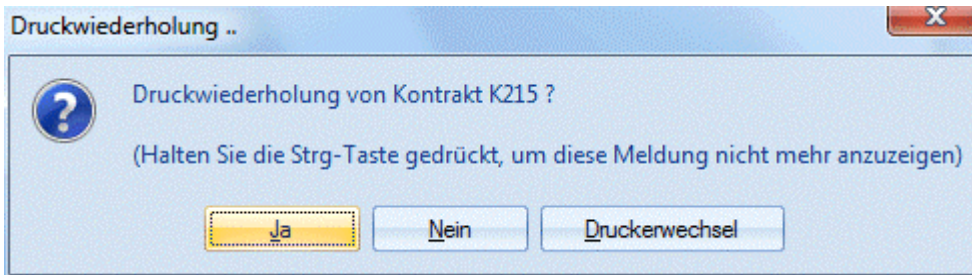 Druckwiederholung ..
Druckwiederholung von Kontrakt K215 ?
(Halten Sie die Strg-Taste gedrückt, um diese Meldung nicht mehr anzuzeigen)
Ja Nein Druckerwechsel